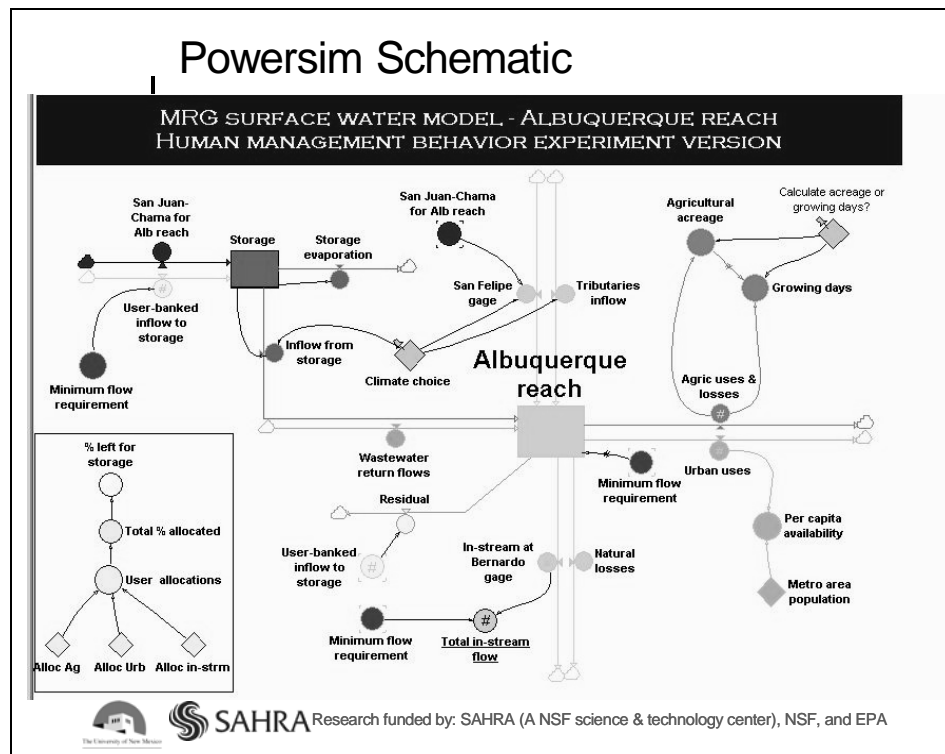 Powersim Schematic
MRG SURFACE WATER MODEL - ALBUQUERQUE REACH
HUMAN MANAGEMENT BEHAVIOR EXPERIMENT VERSION
San Juan-
Chama for
Alb reach
Storage
Storage
evaporation
San Juan-Chama
for Alb reach
Agricultural
acreage
Calculate acreage or
growing days?
#
User-banked
inflow to
storage
San Felipe
gage
Tributaries
inflow
Growing days
Minimum flow
requirement
Inflow from
storage
Climate choice
Albuquerque
reach
Agric uses &
losses
#
Wastewater
return flows
Minimum flow
requirement
#
Urban uses
% left for
storage
Total % allocated
User allocations
Alloc Ag
Alloc Urb
Alloc in-strm
Residual
User-banked
inflow to
storage
#
In-stream at
Bernardo
gage
#
Natural
losses
Per capita
availability
Metro area
population
Minimum flow
requirement
#
Total in-stream
flow
The University of New Mexico
SAHRA
Research funded by: SAHRA (A NSF science & technology center), NSF, and EPA